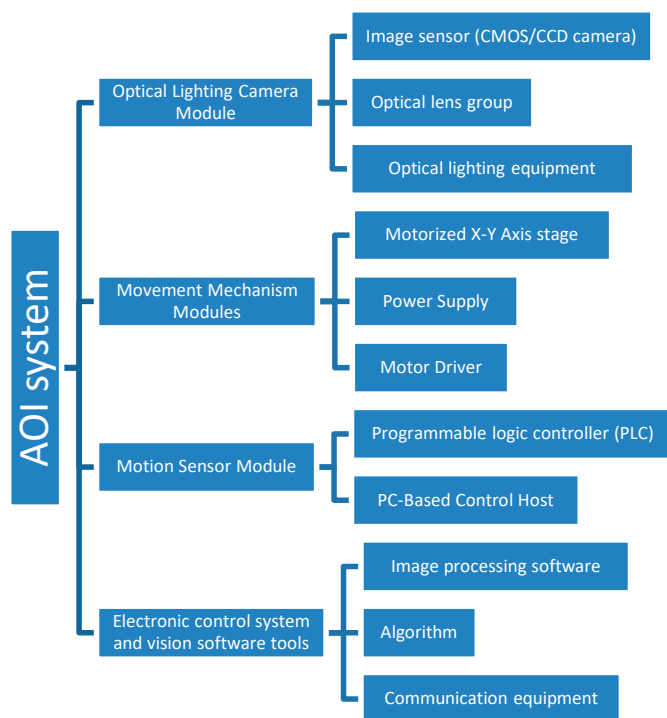 AOI system
Optical Lighting Camera
Module
Image sensor (CMOS/CCD camera)
Optical lens group
Optical lighting equipment
Movement Mechanism
Modules
Motorized X-Y Axis stage
Power Supply
Motor Driver
Motion Sensor Module
Programmable logic controller (PLC)
PC-Based Control Host
Electronic control system
and vision software tools
Image processing software
Algorithm
Communication equipment